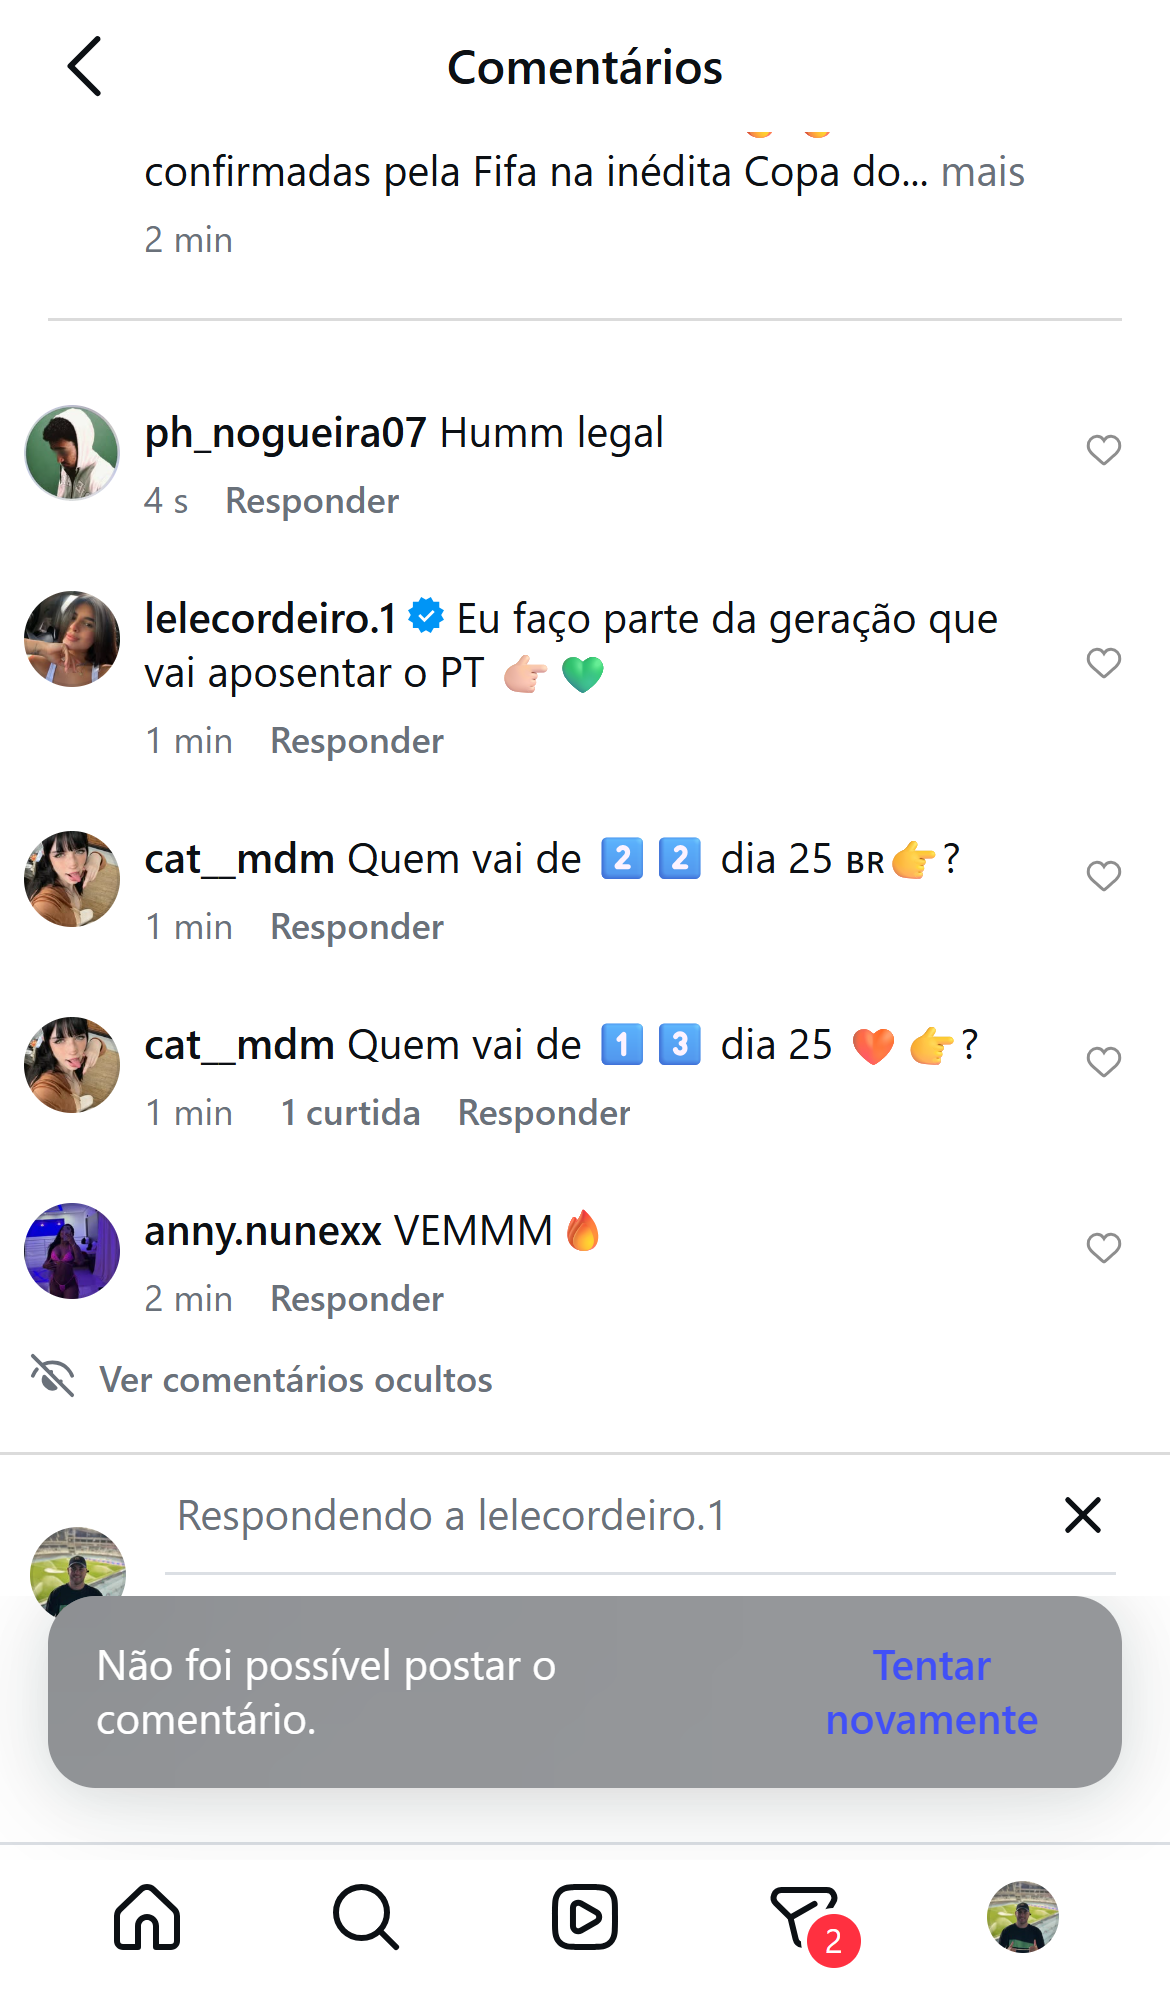 Comentários
confirmadas pela Fifa na inédita Copa do... mais
2 min
ph_nogueira07 Humm legal
4 s Responder
lelecordeiro.1 Eu faço parte da geração que
vai aposentar o PT 👉🏻 💚
1 min Responder
cat__mdm Quem vai de 2️⃣ 2️⃣ dia 25 ʙʀ👉?
1 min Responder
cat__mdm Quem vai de 1️⃣ 3️⃣ dia 25 ❤️ 👉?
1 min 1 curtida Responder
anny.nunexx VEMMM 🔥
2 min Responder
Ver comentários ocultos
Respondendo a lelecordeiro.1
Não foi possível postar o
comentário.
Tentar
novamente
2